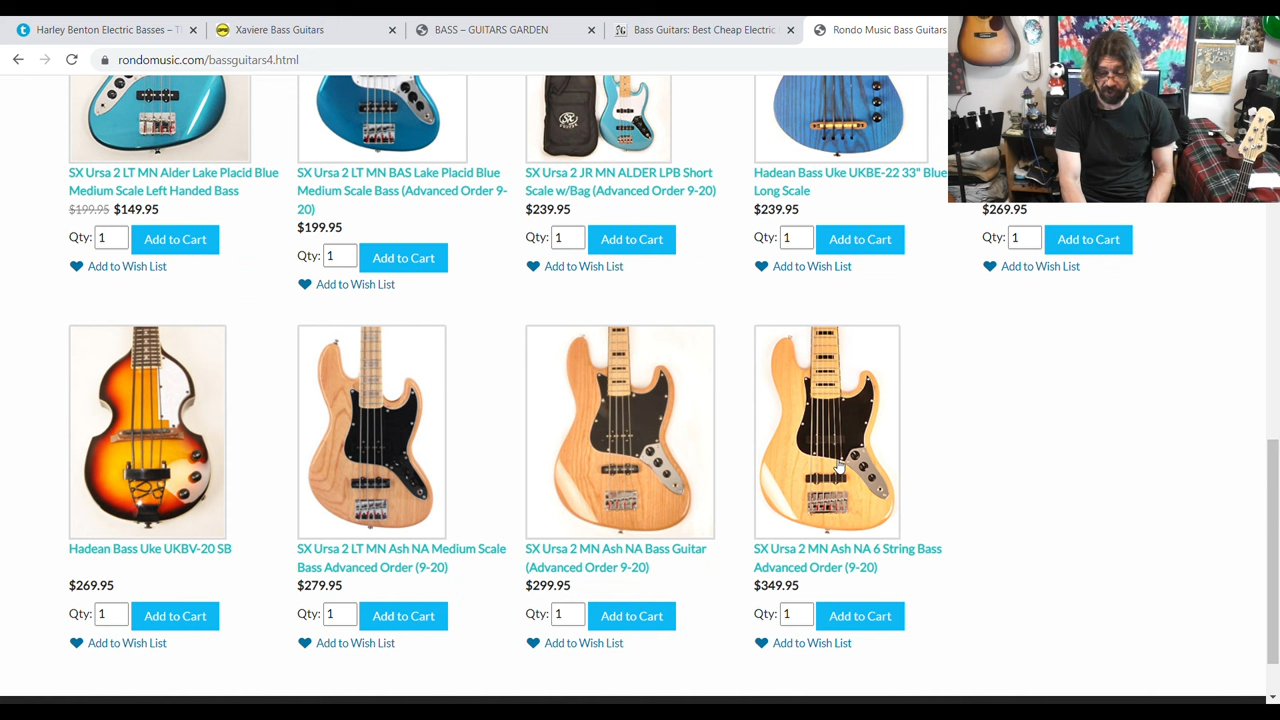 Harley Benton Electric Basses – T
Xaviere Bass Guitars
BASS – GUITARS GARDEN
Bass Guitars: Best Cheap Electric
Rondo Music Bass Guitars
rondomusic.com/bassguitars4.html
SX Ursa 2 LT MN Alder Lake Placid Blue
Medium Scale Left Handed Bass
$199.95 $149.95
Qty: 1 Add to Cart
Add to Wish List
SX Ursa 2 LT MN BAS Lake Placid Blue
Medium Scale Bass (Advanced Order 9-
20)
$199.95
Qty: 1 Add to Cart
Add to Wish List
SX Ursa 2 JR MN ALDER LPB Short
Scale w/Bag (Advanced Order 9-20)
$239.95
Qty: 1 Add to Cart
Add to Wish List
Hadean Bass Uke UKBE-22 33" Blue
Long Scale
$239.95
Qty: 1 Add to Cart
Add to Wish List
$269.95
Qty: 1 Add to Cart
Add to Wish List
Hadean Bass Uke UKBV-20 SB
$269.95
Qty: 1 Add to Cart
Add to Wish List
SX Ursa 2 LT MN Ash NA Medium Scale
Bass Advanced Order (9-20)
$279.95
Qty: 1 Add to Cart
Add to Wish List
SX Ursa 2 MN Ash NA Bass Guitar
(Advanced Order 9-20)
$299.95
Qty: 1 Add to Cart
Add to Wish List
SX Ursa 2 MN Ash NA 6 String Bass
Advanced Order (9-20)
$349.95
Qty: 1 Add to Cart
Add to Wish List